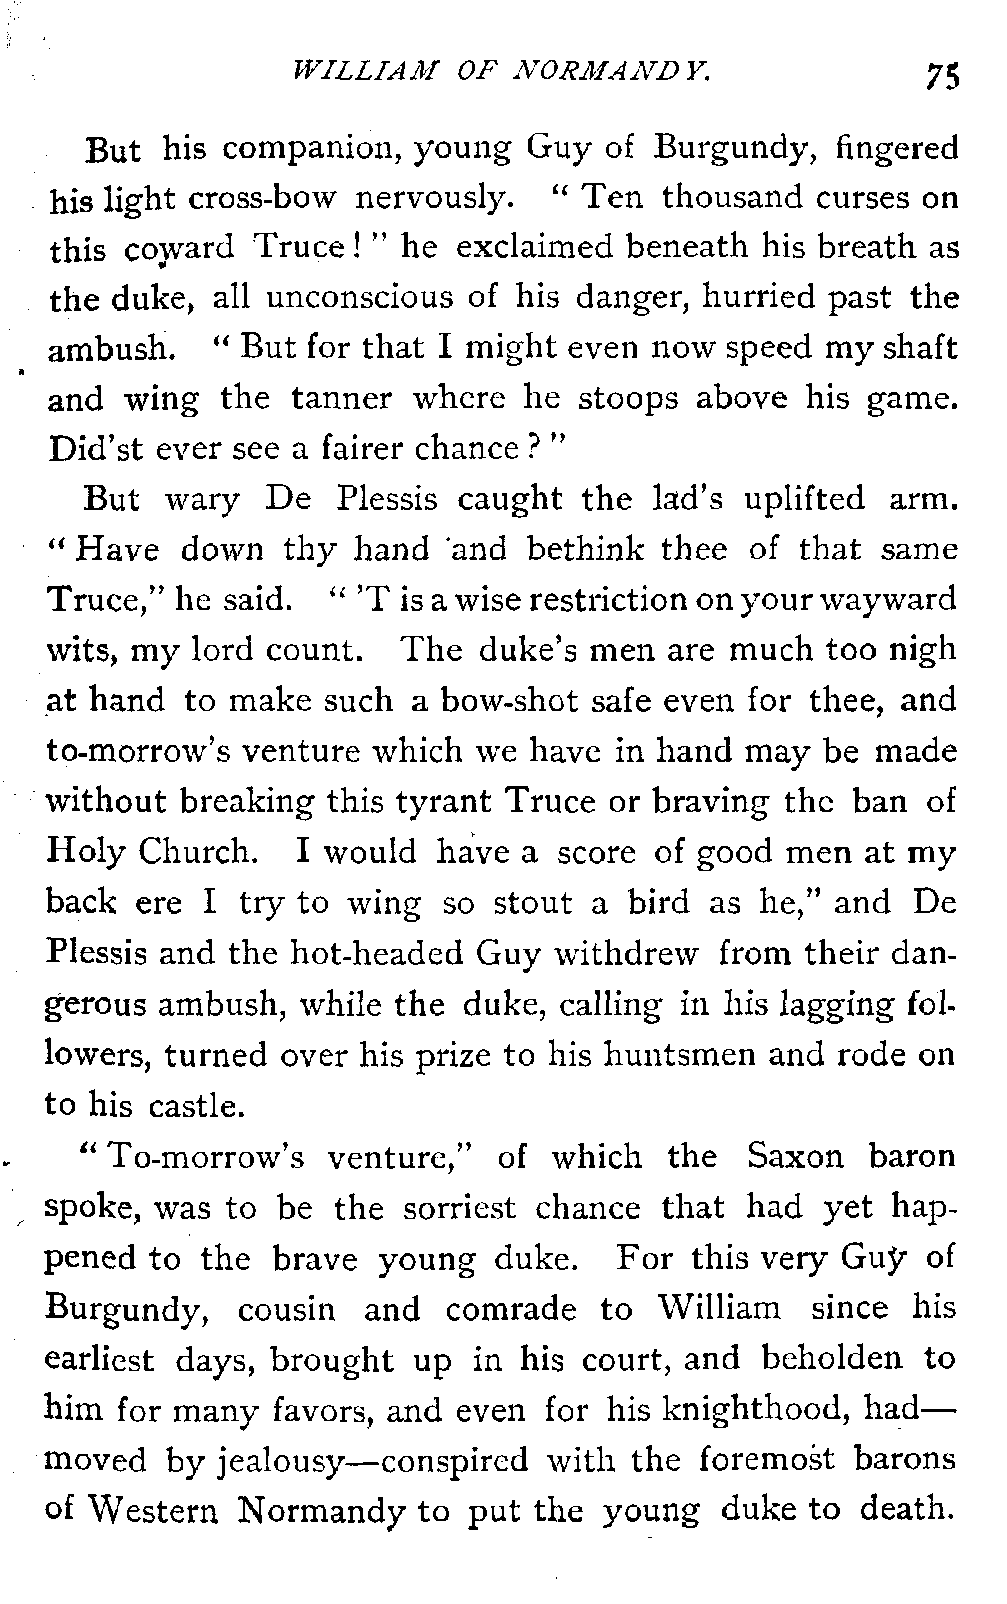 WILLIAM OF NORMANDY. 75
But his companion, young Guy of Burgundy, fingered
his light cross-bow nervously. “ Ten thousand curses on
this coward Truce! ” he exclaimed beneath his breath as
the duke, all unconscious of his danger, hurried past the
ambush. “ But for that I might even now speed my shaft
and wing the tanner where he stoops above his game.
Did'st ever see a fairer chance? ”
But wary De Plessis caught the lad's uplifted arm.
“ Have down thy hand and bethink thee of that same
Truce,” he said. “ 'T is a wise restriction on your wayward
wits, my lord count. The duke's men are much too nigh
at hand to make such a bow-shot safe even for thee, and
to-morrow's venture which we have in hand may be made
without breaking this tyrant Truce or braving the ban of
Holy Church. I would have a score of good men at my
back ere I try to wing so stout a bird as he,” and De
Plessis and the hot-headed Guy withdrew from their dan-
gerous ambush, while the duke, calling in his lagging fol-
lowers, turned over his prize to his huntsmen and rode on
to his castle.
“ To-morrow's venture,” of which the Saxon baron
spoke, was to be the sorriest chance that had yet hap-
pened to the brave young duke. For this very Guy of
Burgundy, cousin and comrade to William since his
earliest days, brought up in his court, and beholden to
him for many favors, and even for his knighthood, had—
moved by jealousy—conspired with the foremost barons
of Western Normandy to put the young duke to death.